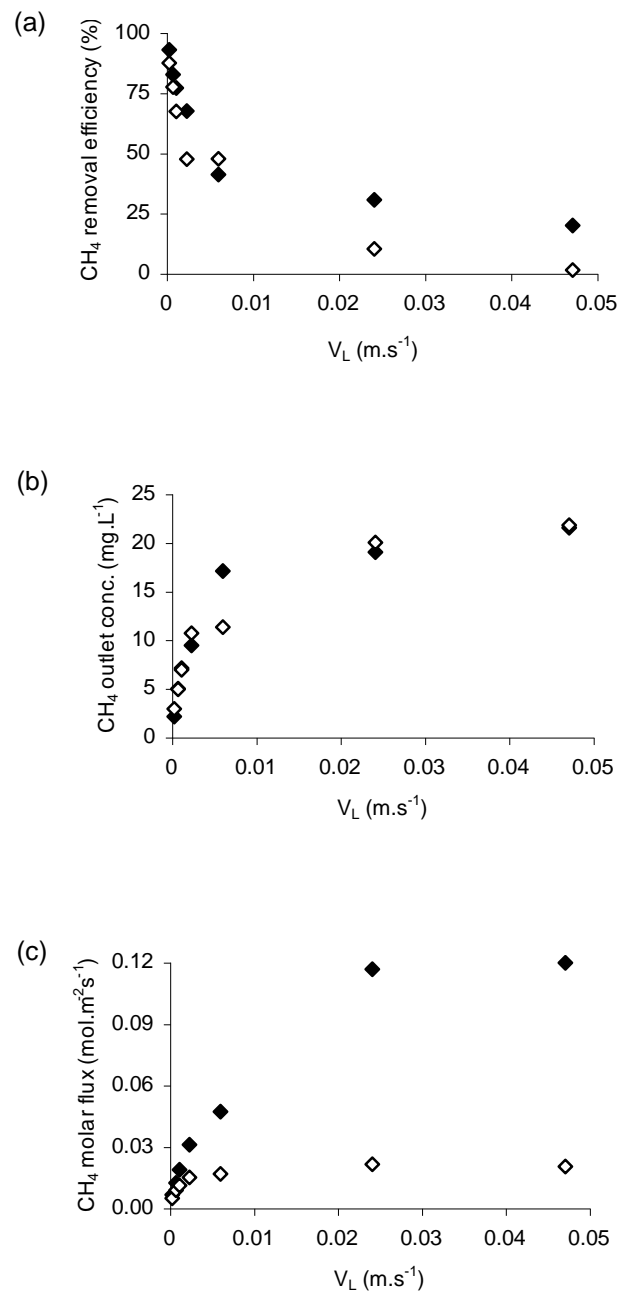 (a)
CH₄ removal efficiency (%)
100
75
50
25
0
0 0.01 0.02 0.03 0.04 0.05
V_L (m.s⁻¹)
(b)
CH₄ outlet conc. (mg.L⁻¹)
25
20
15
10
5
0
0 0.01 0.02 0.03 0.04 0.05
V_L (m.s⁻¹)
(c)
CH₄ molar flux (mol.m⁻²s⁻¹)
0.12
0.09
0.06
0.03
0.00
0 0.01 0.02 0.03 0.04 0.05
V_L (m.s⁻¹)